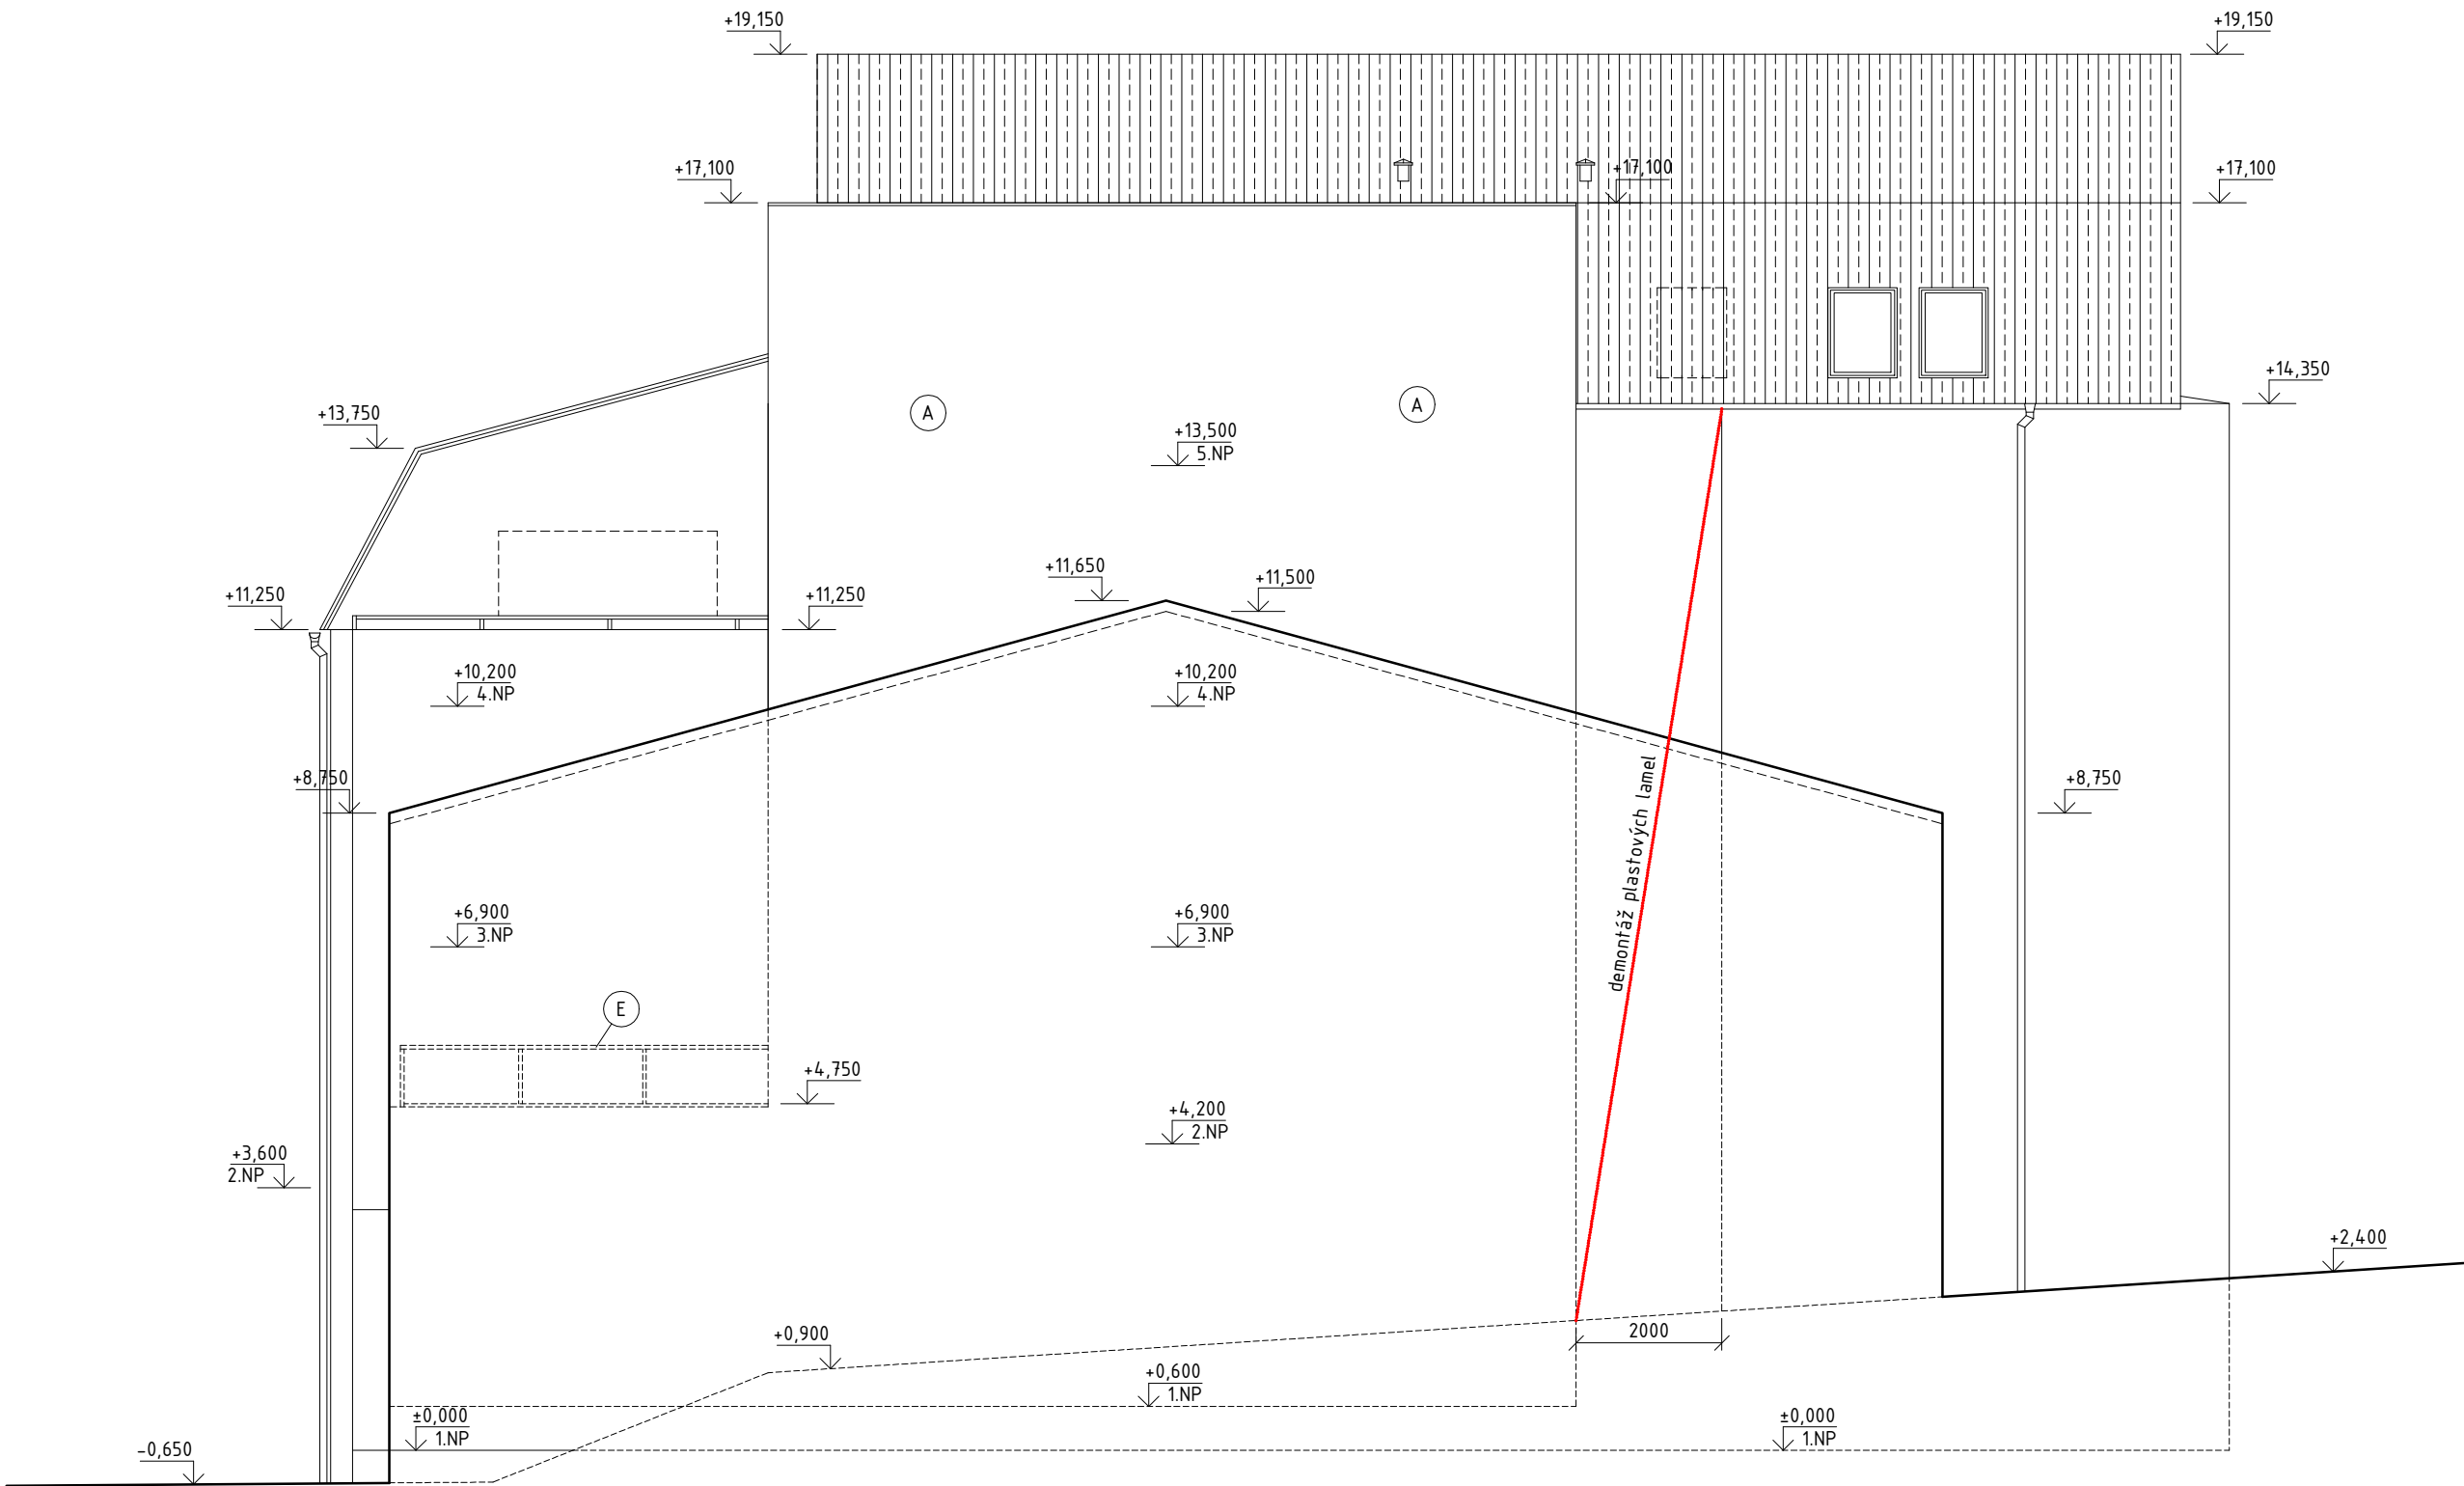 +19,150
+19,150
+17,100
+17,100
+17,100
+14,350
+13,750
A
A
+13,500
5.NP
+11,650
+11,500
+11,250
+11,250
+10,200
4.NP
+10,200
4.NP
+8,750
+8,750
demontáž plastových lamel
+6,900
3.NP
+6,900
3.NP
E
+4,750
+4,200
2.NP
+3,600
2.NP
+2,400
+0,900
2000
+0,600
1.NP
±0,000
1.NP
±0,000
1.NP
-0,650